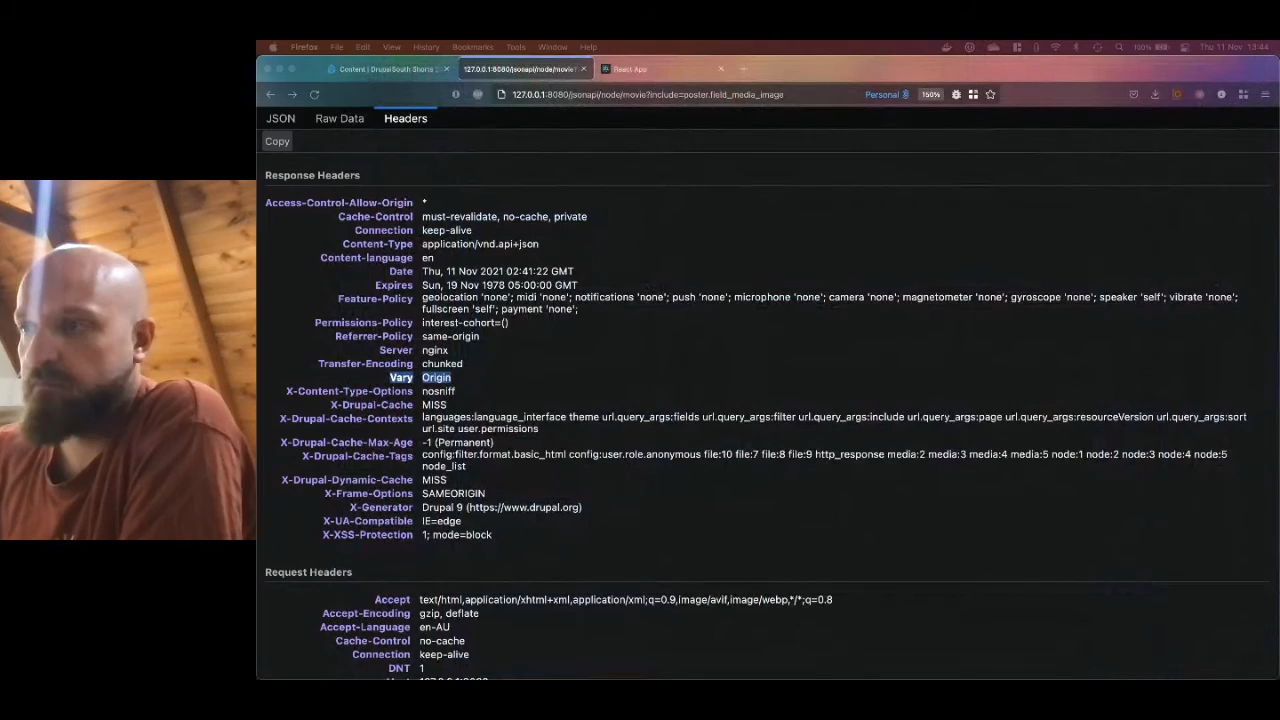 Firefox File Edit View History Bookmarks Tools Window Help 100% Thu 11 Nov 13:44
Content | DrupalSouth Shorts 127.0.0.1:8080/jsonapi/node/movie? React App
127.0.0.1:8080/jsonapi/node/movie?include=poster.field_media_image Personal 150%
JSON Raw Data Headers
Copy
Response Headers
Access-Control-Allow-Origin *
Cache-Control must-revalidate, no-cache, private
Connection keep-alive
Content-Type application/vnd.api+json
Content-language en
Date Thu, 11 Nov 2021 02:41:22 GMT
Expires Sun, 19 Nov 1978 05:00:00 GMT
Feature-Policy geolocation 'none'; midi 'none'; notifications 'none'; push 'none'; microphone 'none'; camera 'none'; magnetometer 'none'; gyroscope 'none'; speaker 'self'; vibrate 'none';
fullscreen 'self'; payment 'none';
Permissions-Policy interest-cohort=()
Referrer-Policy same-origin
Server nginx
Transfer-Encoding chunked
Vary Origin
X-Content-Type-Options nosniff
X-Drupal-Cache MISS
X-Drupal-Cache-Contexts languages:language_interface theme url.query_args:fields url.query_args:filter url.query_args:include url.query_args:page url.query_args:resourceVersion url.query_args:sort
url.site user.permissions
X-Drupal-Cache-Max-Age -1 (Permanent)
X-Drupal-Cache-Tags config:filter.format.basic_html config:user.role.anonymous file:10 file:7 file:8 file:9 http_response media:2 media:3 media:4 media:5 node:1 node:2 node:3 node:4 node:5
node_list
X-Drupal-Dynamic-Cache MISS
X-Frame-Options SAMEORIGIN
X-Generator Drupal 9 (https://www.drupal.org)
X-UA-Compatible IE=edge
X-XSS-Protection 1; mode=block
Request Headers
Accept text/html,application/xhtml+xml,application/xml;q=0.9,image/avif,image/webp,*/*;q=0.8
Accept-Encoding gzip, deflate
Accept-Language en-AU
Cache-Control no-cache
Connection keep-alive
DNT 1